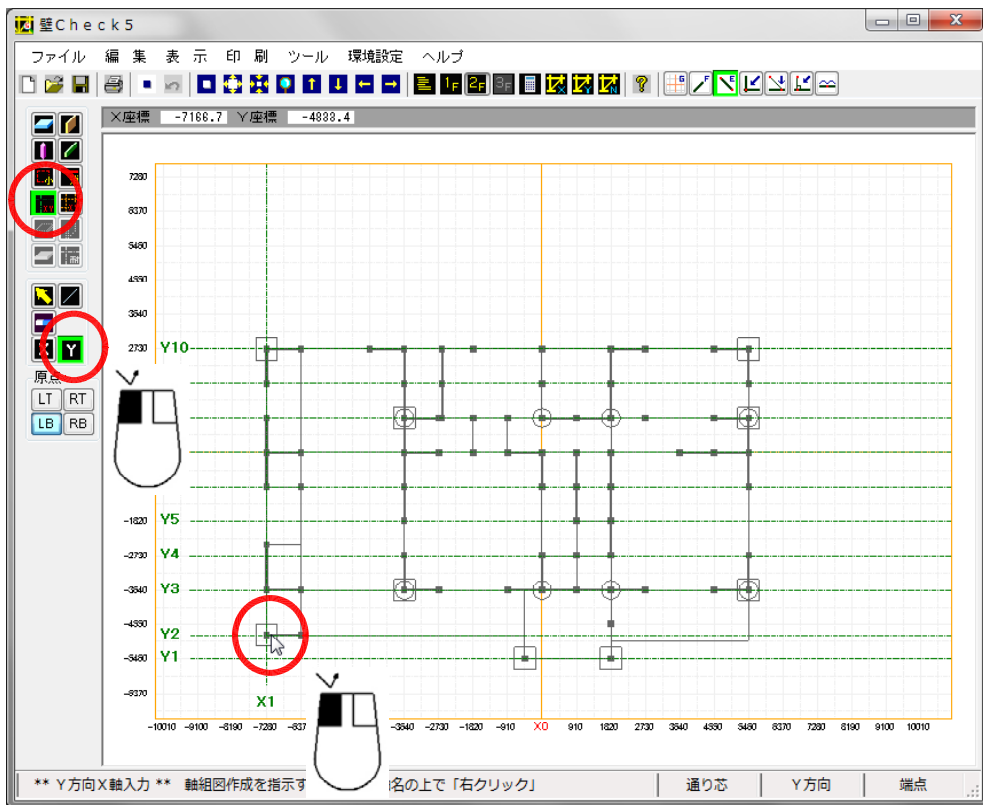 壁Check5
ファイル 編 集 表 示 印 刷 ツール 環境設定 ヘルプ
1F 2F 3F X Y N G F E
X座標 -7166.7 Y座標 -4833.4
7280
6370
5460
4550
3640
2730 Y10
X Y
原点
LT RT
LB RB
-1820 Y5
-2730 Y4
-3640 Y3
-4550 Y2
-5460 Y1
-6370
X1
-10010 -9100 -8190 -7280 -637 -3640 -2730 -1820 -910 X0 910 1820 2730 3640 4550 5460 6370 7280 8190 9100 10010
** Y方向X軸入力 ** 軸組図作成を指示す 名の上で「右クリック」 通り芯 Y方向 端点